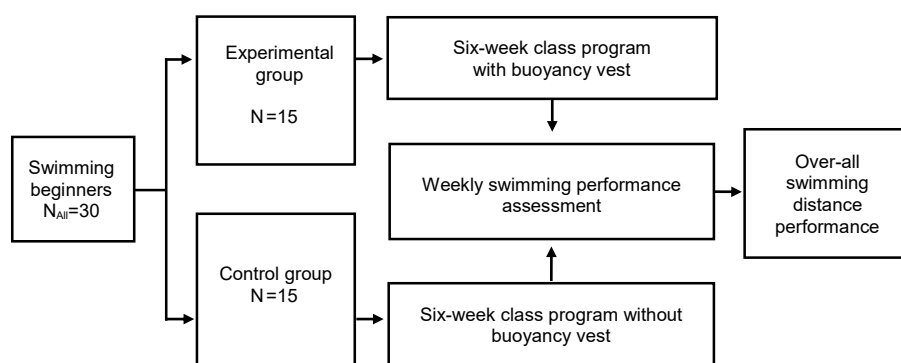 Swimming
beginners
N_All=30
Experimental
group
N=15
Control group
N=15
Six-week class program
with buoyancy vest
Weekly swimming performance
assessment
Six-week class program without
buoyancy vest
Over-all
swimming
distance
performance